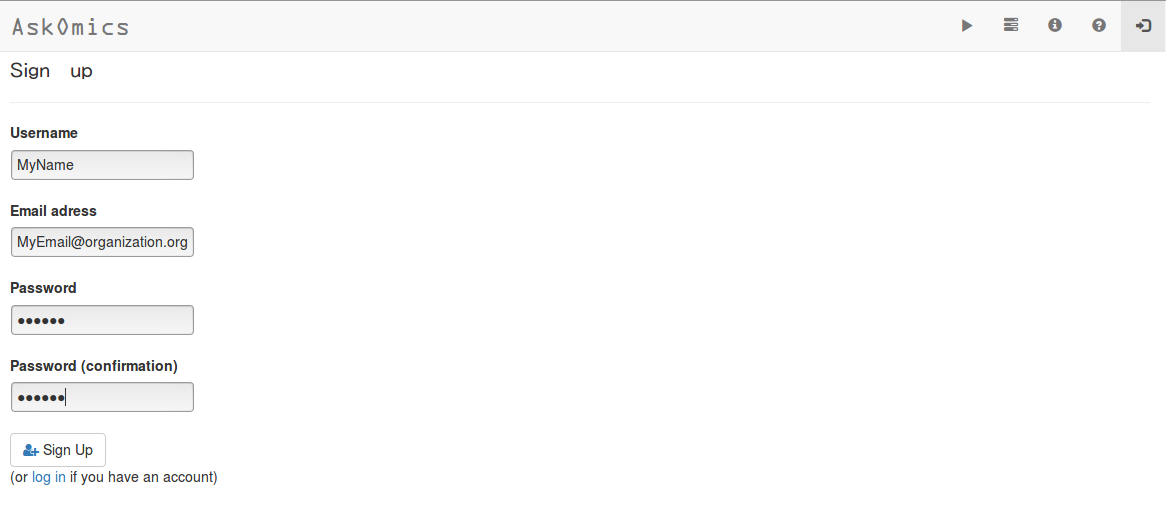 AskOmics
Sign up
Username
MyName
Email adress
MyEmail@organization.org
Password
●●●●●●
Password (confirmation)
●●●●●●
Sign Up
(or log in if you have an account)